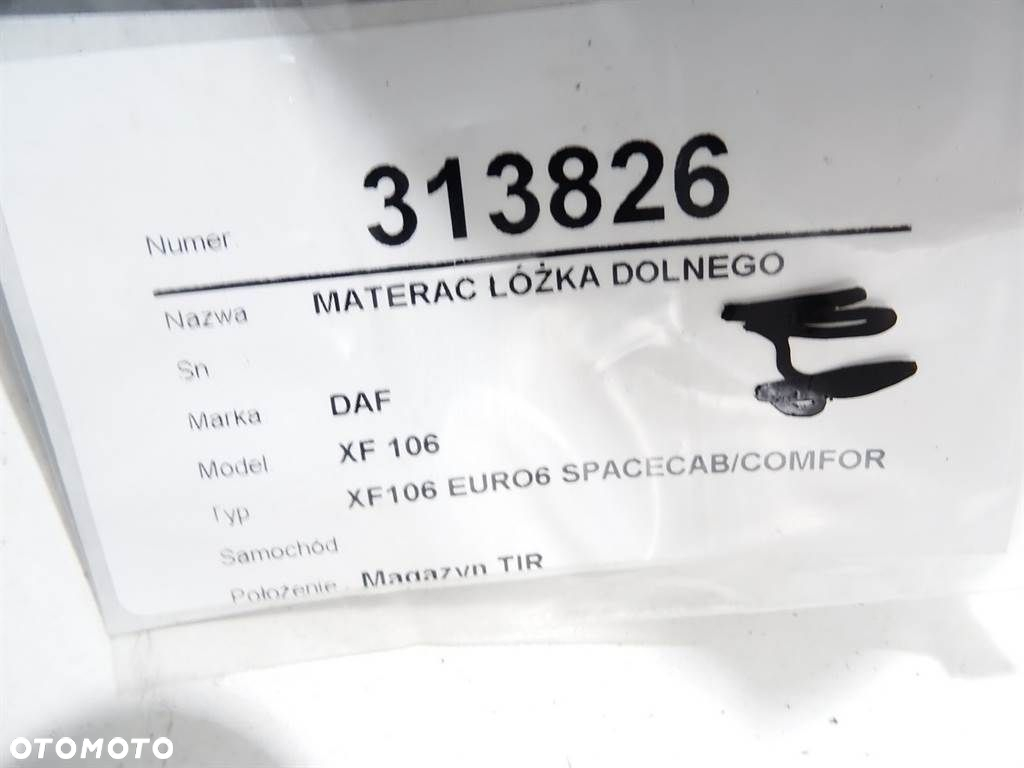 Numer 313826
Nazwa MATERAC ŁÓŻKA DOLNEGO
Sn
Marka DAF
Model XF 106
Typ XF106 EURO6 SPACECAB/COMFOR
Samochód
Położenie Magazyn TIR
OTOMOTO